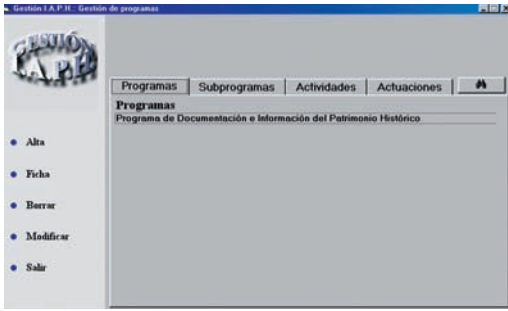 Gestión I.A.P.H.: Gestión de programas
GESTIÓN
I.A.P.H.
Programas
Subprogramas
Actividades
Actuaciones
Programas
Programa de Documentación e Información del Patrimonio Histórico
Alta
Ficha
Borrar
Modificar
Salir